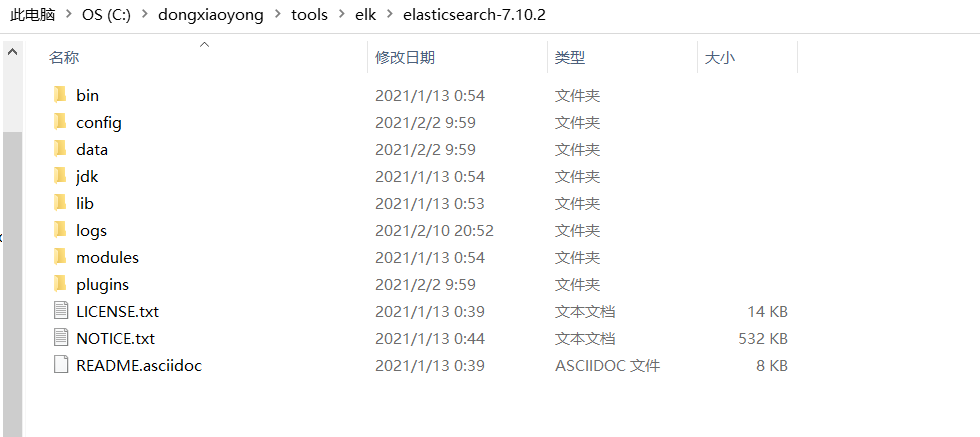 此电脑 > OS (C:) > dongxiaoyong > tools > elk > elasticsearch-7.10.2
名称 修改日期 类型 大小
bin 2021/1/13 0:54 文件夹
config 2021/2/2 9:59 文件夹
data 2021/2/2 9:59 文件夹
jdk 2021/1/13 0:54 文件夹
lib 2021/1/13 0:53 文件夹
logs 2021/2/10 20:52 文件夹
modules 2021/1/13 0:54 文件夹
plugins 2021/2/2 9:59 文件夹
LICENSE.txt 2021/1/13 0:39 文本文档 14 KB
NOTICE.txt 2021/1/13 0:44 文本文档 532 KB
README.asciidoc 2021/1/13 0:39 ASCIIDOC 文件 8 KB